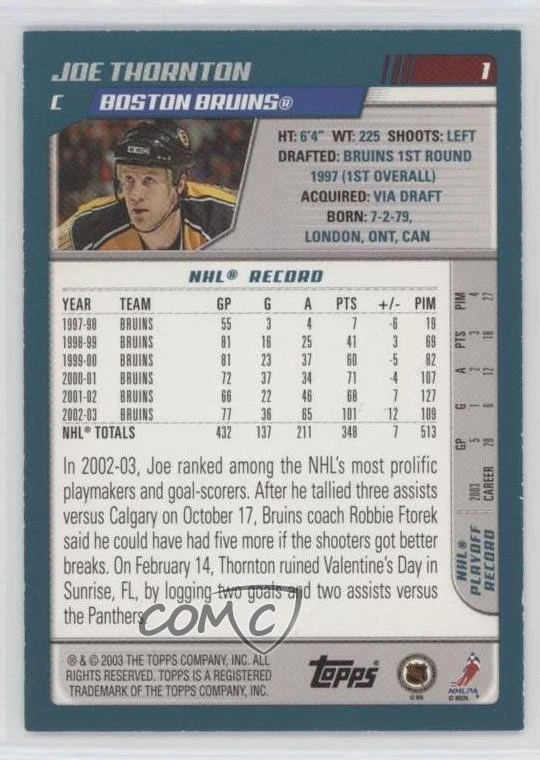 JOE THORNTON
1
C BOSTON BRUINS®
CCM
HT: 6'4" WT: 225 SHOOTS: LEFT
DRAFTED: BRUINS 1ST ROUND
1997 (1ST OVERALL)
ACQUIRED: VIA DRAFT
BORN: 7-2-79,
LONDON, ONT, CAN
NHL® RECORD
YEAR TEAM GP G A PTS +/- PIM
1997-98 BRUINS 55 3 4 7 -6 19
1998-99 BRUINS 81 16 25 41 3 69
1999-00 BRUINS 81 23 37 60 -5 82
2000-01 BRUINS 72 37 34 71 -4 107
2001-02 BRUINS 66 22 46 68 7 127
2002-03 BRUINS 77 36 65 101 12 109
NHL® TOTALS 432 137 211 348 7 513
NHL®
PLAYOFF
RECORD
GP G A PTS PIM
2003 5 1 2 3 4
CAREER 28 6 12 18 27
In 2002-03, Joe ranked among the NHL's most prolific
playmakers and goal-scorers. After he tallied three assists
versus Calgary on October 17, Bruins coach Robbie Ftorek
said he could have had five more if the shooters got better
breaks. On February 14, Thornton ruined Valentine's Day in
Sunrise, FL, by logging two goals and two assists versus
the Panthers.
COMC
® & © 2003 THE TOPPS COMPANY, INC. ALL
RIGHTS RESERVED. TOPPS IS A REGISTERED
TRADEMARK OF THE TOPPS COMPANY, INC.
Topps
NHLPA